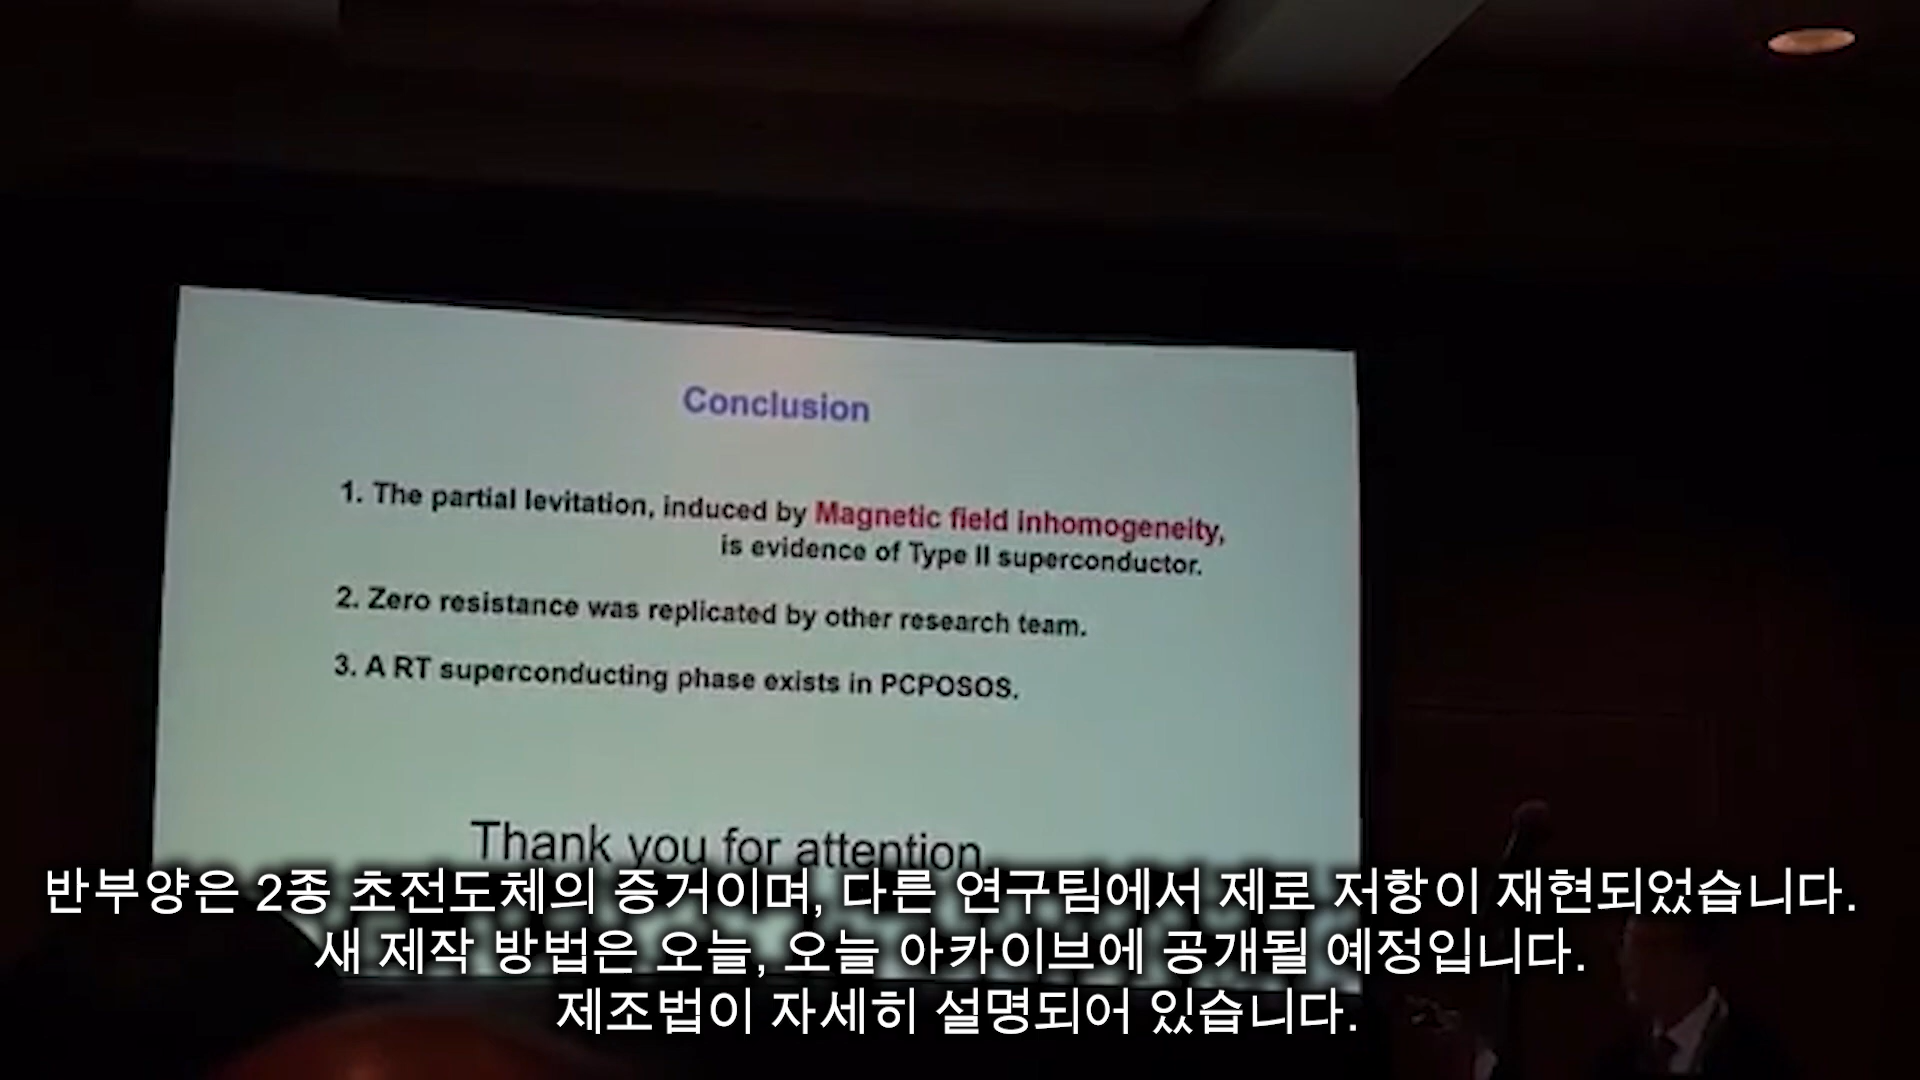 Conclusion
1. The partial levitation, induced by Magnetic field inhomogeneity,
is evidence of Type II superconductor.
2. Zero resistance was replicated by other research team.
3. A RT superconducting phase exists in PCPOSOS.
Thank you for attention.
반부양은 2종 초전도체의 증거이며, 다른 연구팀에서 제로 저항이 재현되었습니다.
새 제작 방법은 오늘, 오늘 아카이브에 공개될 예정입니다.
제조법이 자세히 설명되어 있습니다.